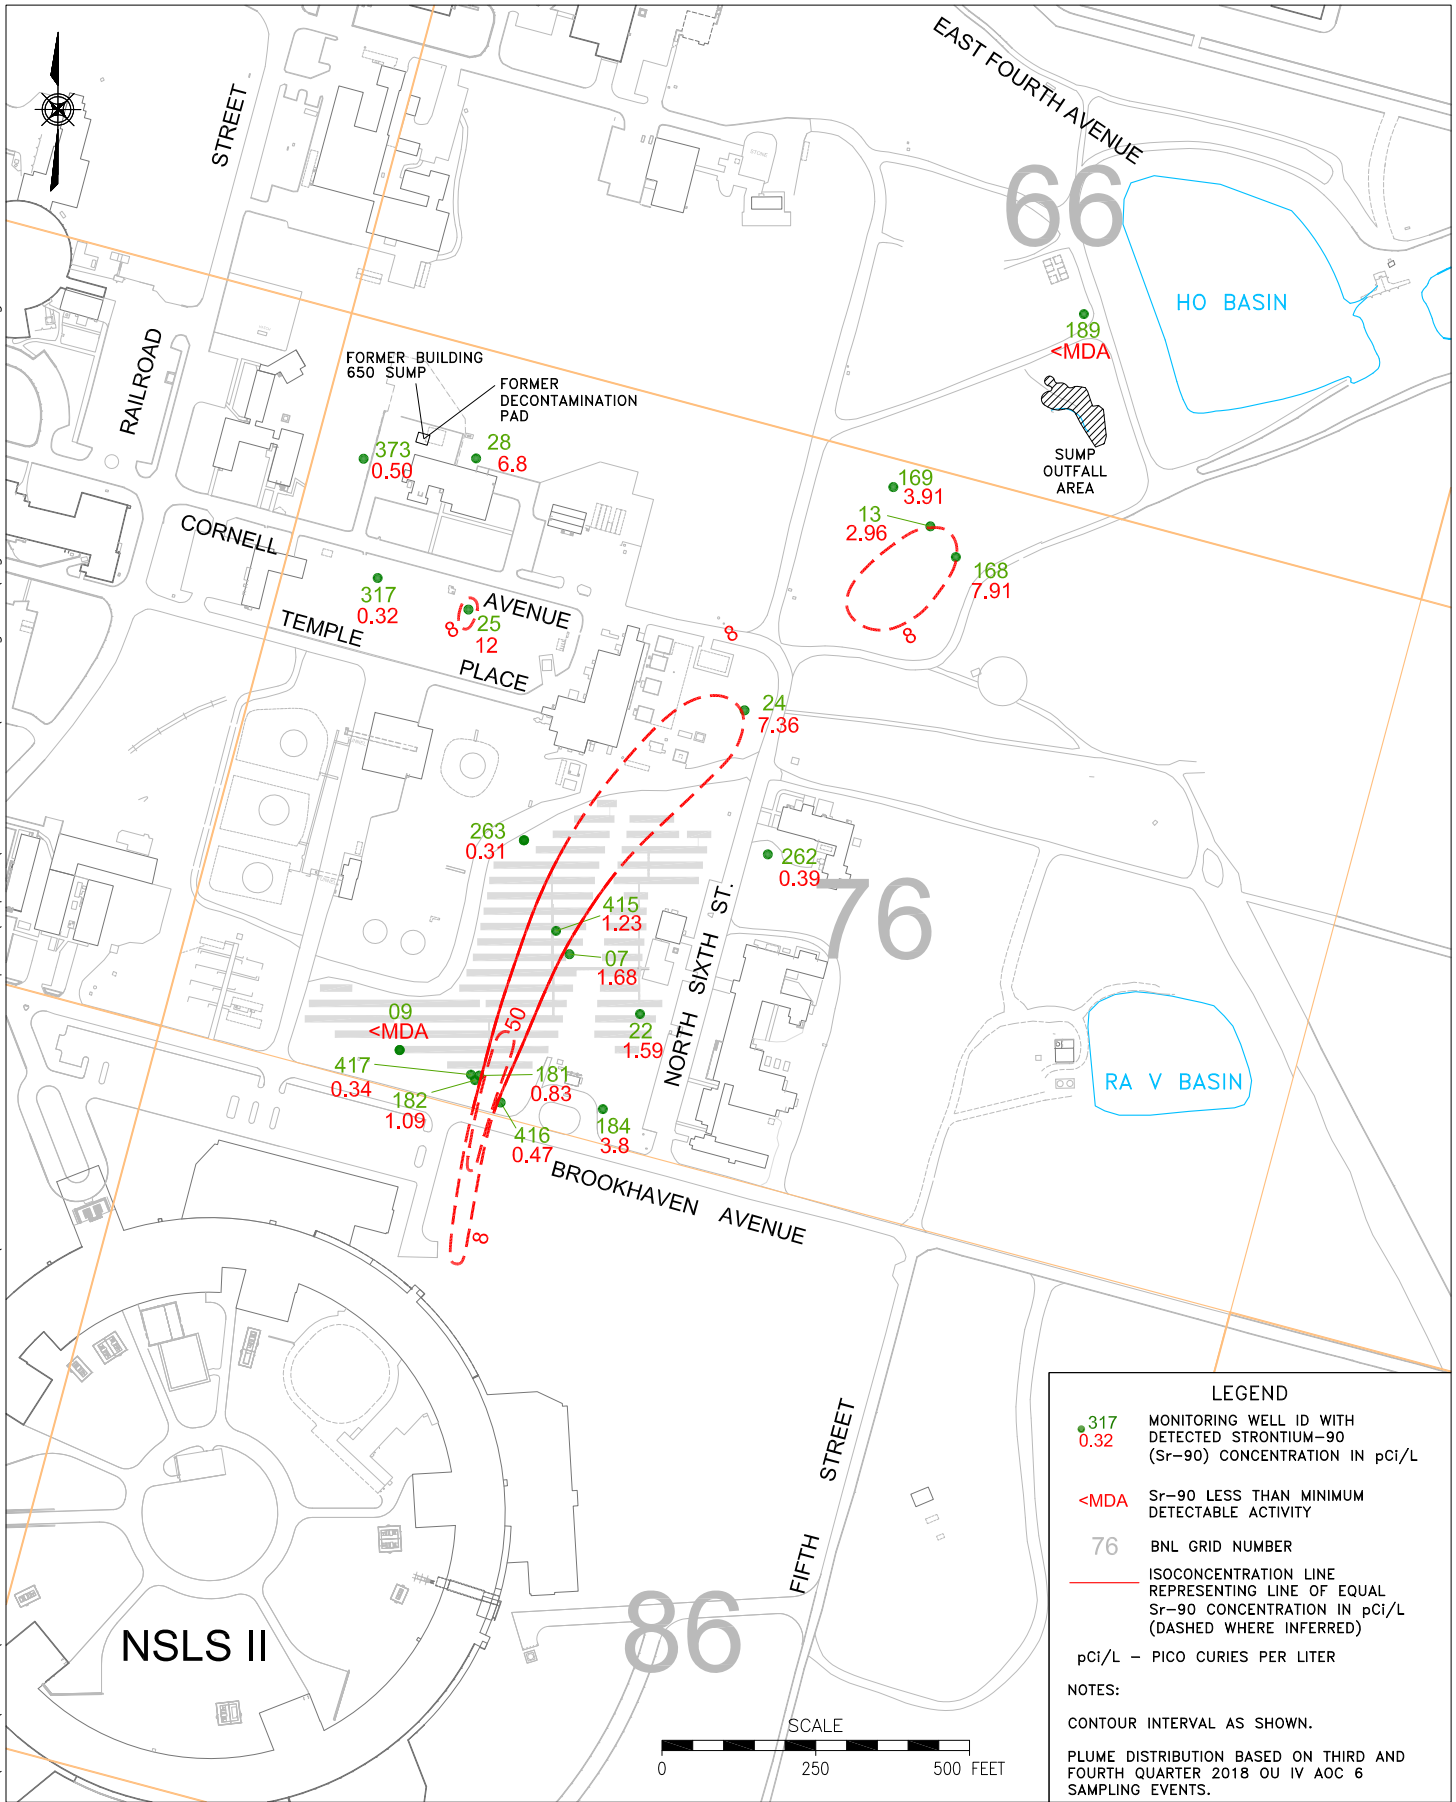 EAST FOURTH AVENUE
STREET
66
STONE
HO BASIN
189
<MDA
RAILROAD
FORMER BUILDING
650 SUMP
FORMER
DECONTAMINATION
PAD
373
0.50
28
6.8
SUMP
OUTFALL
AREA
169
3.91
13
2.96
168
7.91
8
CORNELL
AVENUE
317
0.32
25
12
8
TEMPLE
PLACE
8
24
7.36
263
0.31
262
0.39
76
415
1.23
07
1.68
NORTH SIXTH ST.
09
<MDA
50
22
1.59
417
0.34
181
0.83
182
1.09
416
0.47
184
3.8
RA V BASIN
BROOKHAVEN AVENUE
8
NSLS II
FIFTH
STREET
86
SCALE
0 250 500 FEET
LEGEND
317
0.32
MONITORING WELL ID WITH
DETECTED STRONTIUM-90
(Sr-90) CONCENTRATION IN pCi/L
<MDA
Sr-90 LESS THAN MINIMUM
DETECTABLE ACTIVITY
76 BNL GRID NUMBER
ISOCONCENTRATION LINE
REPRESENTING LINE OF EQUAL
Sr-90 CONCENTRATION IN pCi/L
(DASHED WHERE INFERRED)
pCi/L - PICO CURIES PER LITER
NOTES:
CONTOUR INTERVAL AS SHOWN.
PLUME DISTRIBUTION BASED ON THIRD AND
FOURTH QUARTER 2018 OU IV AOC 6
SAMPLING EVENTS.